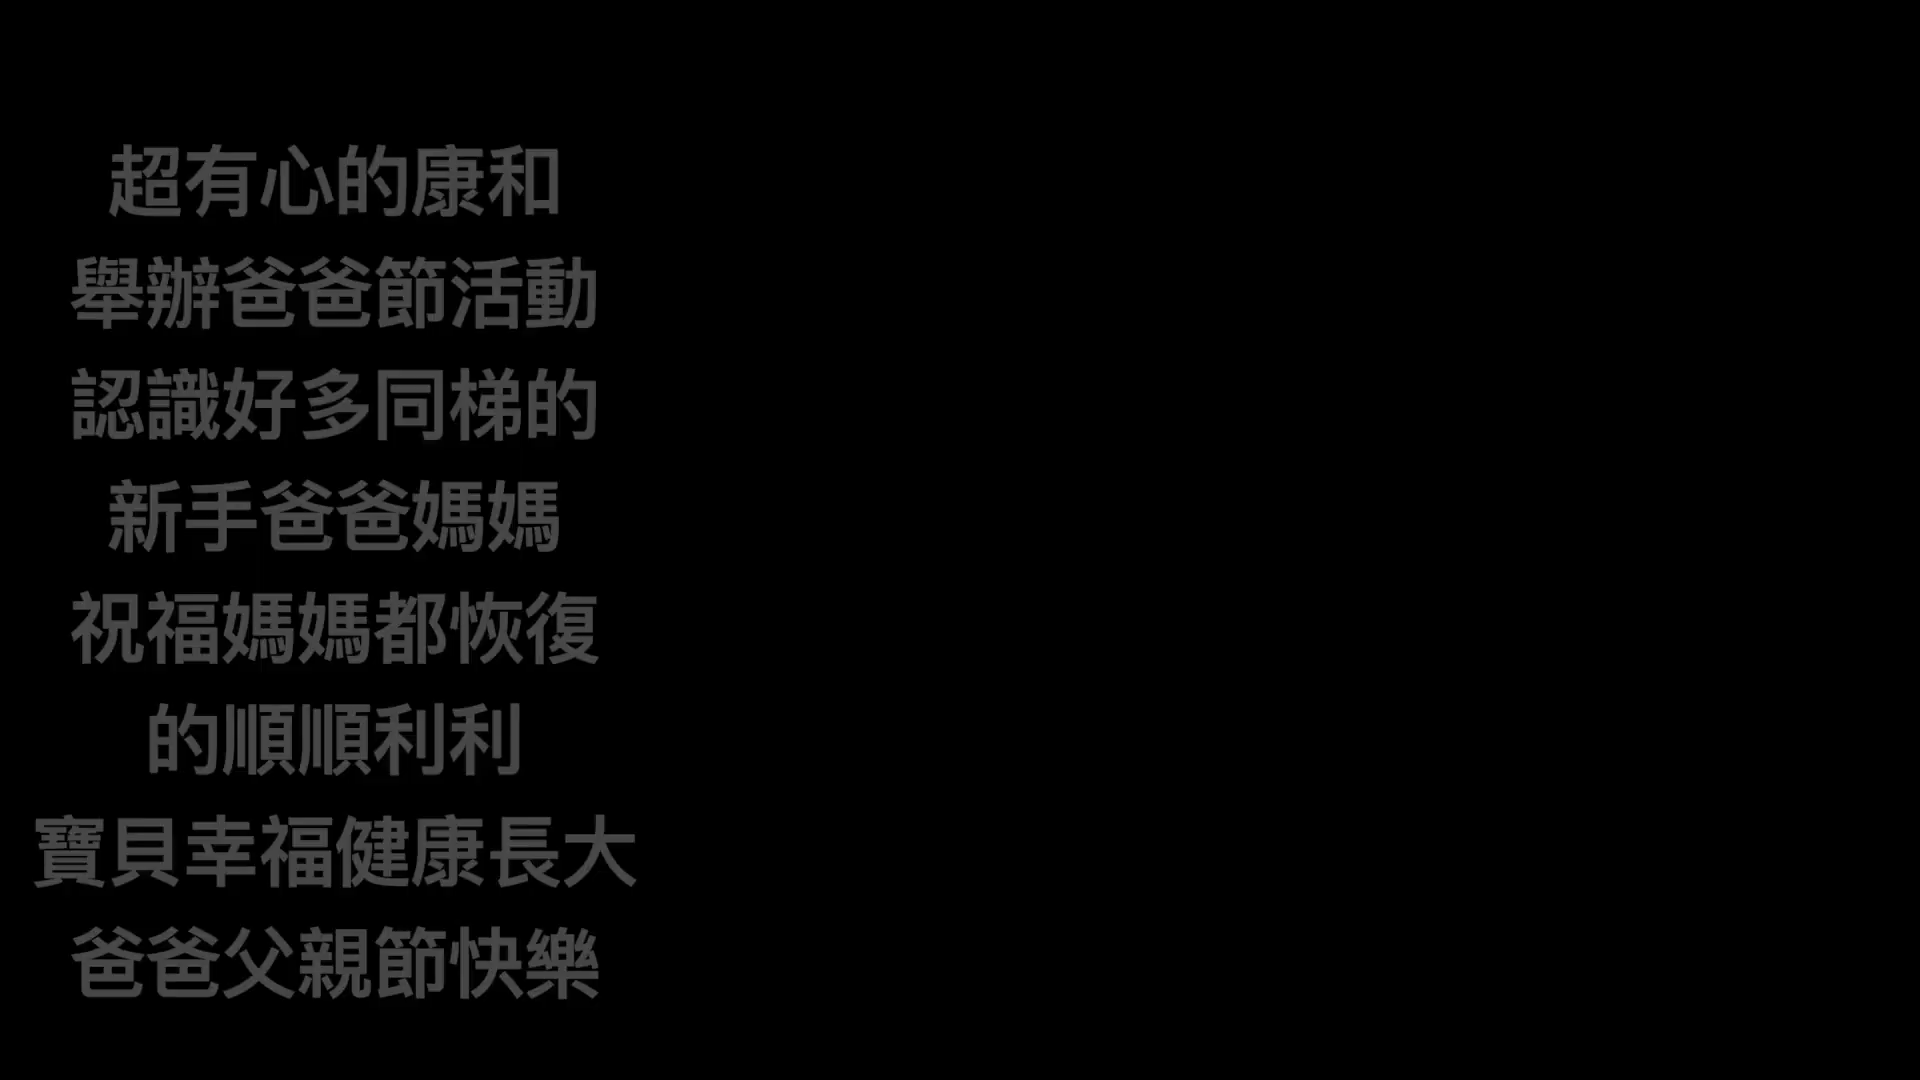 超有心的康和
舉辦爸爸節活動
認識好多同梯的
新手爸爸媽媽
祝福媽媽都恢復
的順順利利
寶貝幸福健康長大
爸爸父親節快樂